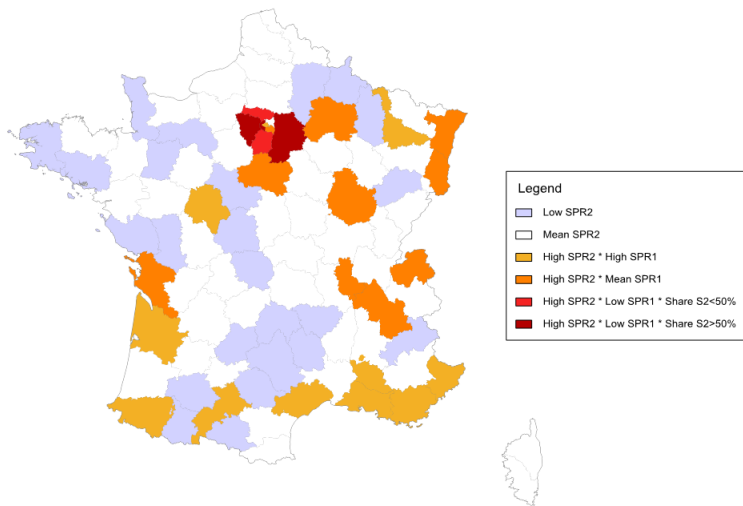 Legend
Low SPR2
Mean SPR2
High SPR2 * High SPR1
High SPR2 * Mean SPR1
High SPR2 * Low SPR1 * Share S2<50%
High SPR2 * Low SPR1 * Share S2>50%